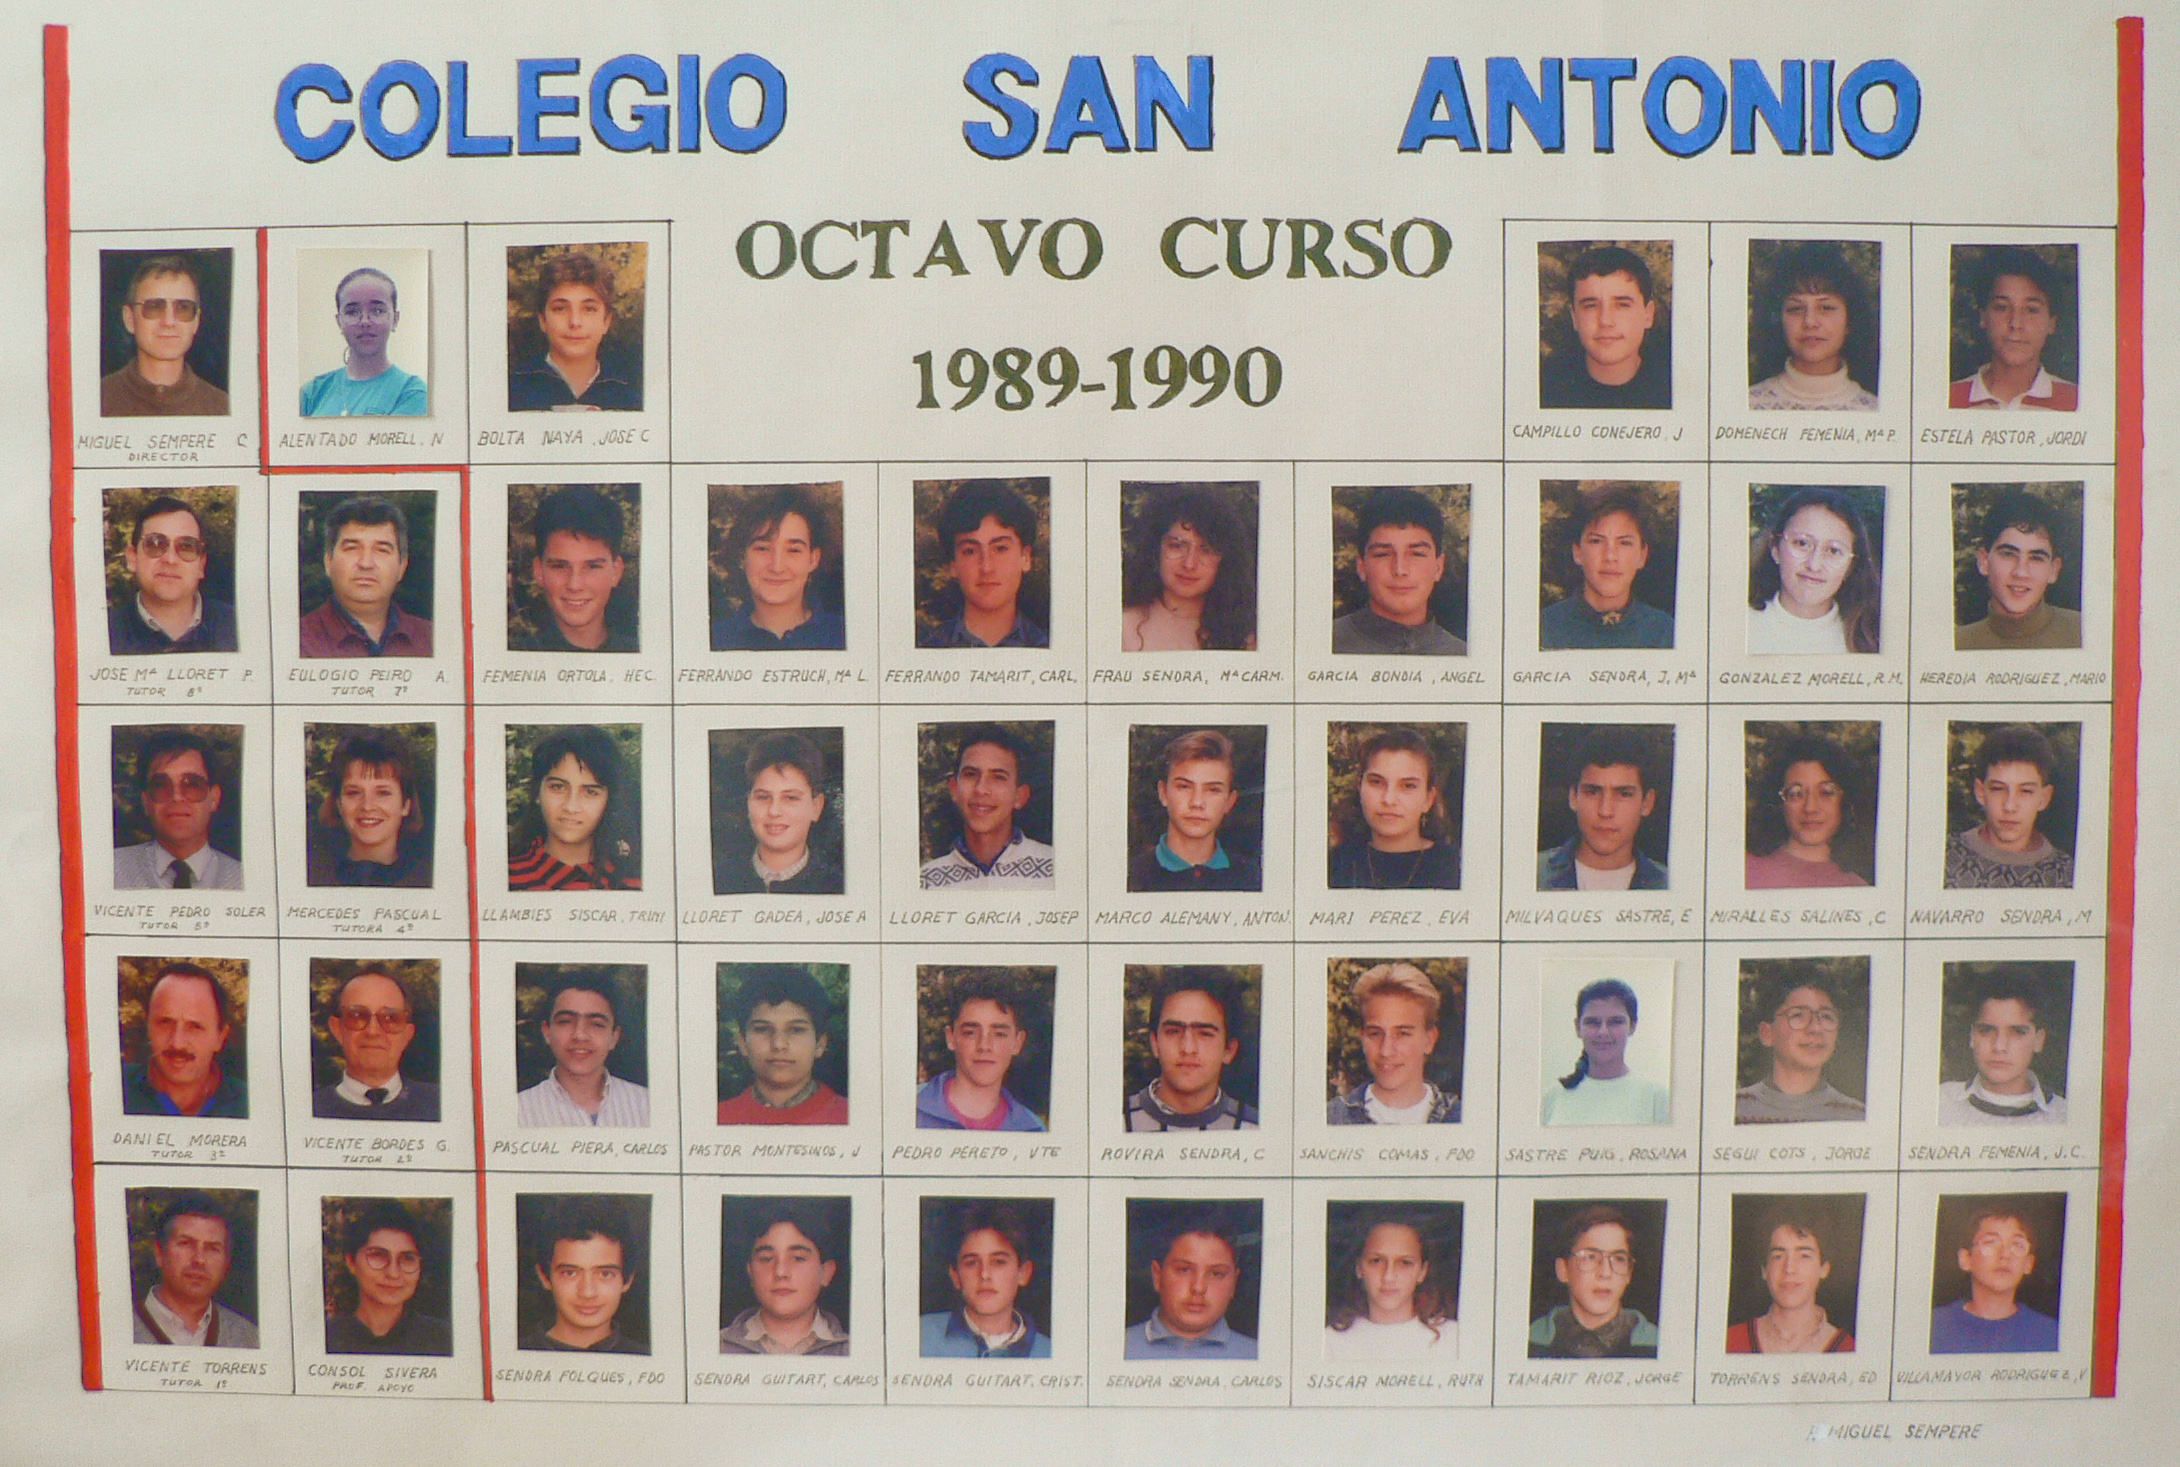 COLEGIO SAN ANTONIO
OCTAVO CURSO
1989-1990
MIGUEL SEMPERE C
DIRECTOR
ALENTADO MORELL, N
BOLTA NAYA, JOSE C
CAMPILLO CONEJERO, J
DOMENECH FEMENIA, Mª P.
ESTELA PASTOR, JORDI
JOSE Mª LLORET P.
TUTOR 8º
EULOGIO PEIRO A.
TUTOR 7º
FEMENIA ORTOLA, HEC.
FERRANDO ESTRUCH, Mª L.
FERRANDO TAMARIT, CARL.
FRAU SENDRA, Mª CARM.
GARCIA BONDIA, ANGEL
GARCIA SENDRA, J. Mª
GONZALEZ MORELL, R.M.
HEREDIA RODRIGUEZ, MARIO
VICENTE PEDRO SOLER
TUTOR 5º
MERCEDES PASCUAL
TUTORA 4º
LLAMBIES SISCAR, TRINI
LLORET GADEA, JOSE A
LLORET GARCIA, JOSEP
MARCO ALEMANY, ANTON.
MARI PEREZ, EVA
MILVAQUES SASTRE, E
MIRALLES SALINES, C
NAVARRO SENDRA, M
DANIEL MORERA
TUTOR 3º
VICENTE BORDES G.
TUTOR 2º
PASCUAL PIERA, CARLOS
PASTOR MONTESINOS, J
PEDRO PERETO, VTE
ROVIRA SENDRA, C
SANCHIS COMAS, FDO
SASTRE PUIG, ROSANA
SEGUI COTS, JORGE
SENDRA FEMENIA, J.C.
VICENTE TORRENS
TUTOR 1º
CONSOL SIVERA
PROF. APOYO
SENDRA FOLQUES, FDO
SENDRA GUITART, CARLOS
SENDRA GUITART, CRIST.
SENDRA SENDRA, CARLOS
SISCAR MORELL, RUTH
TAMARIT RIOZ, JORGE
TORRENS SENDRA, ED
VILLAMAYOR RODRIGUEZ, V
MIGUEL SEMPERE